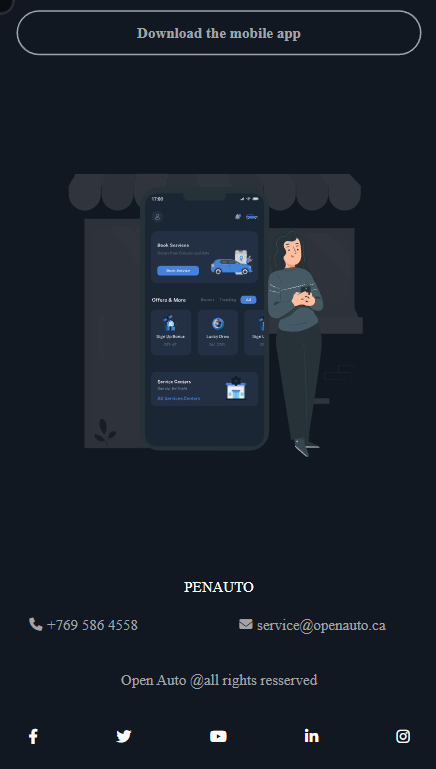 Download the mobile app
17:00
Book Services
Book Service
Offers & More
Trending
All
Sign Up Bonus
Lucky Draw
Service Centers
All Services Centers
PENAUTO
+769 586 4558
service@openauto.ca
Open Auto @all rights resserved